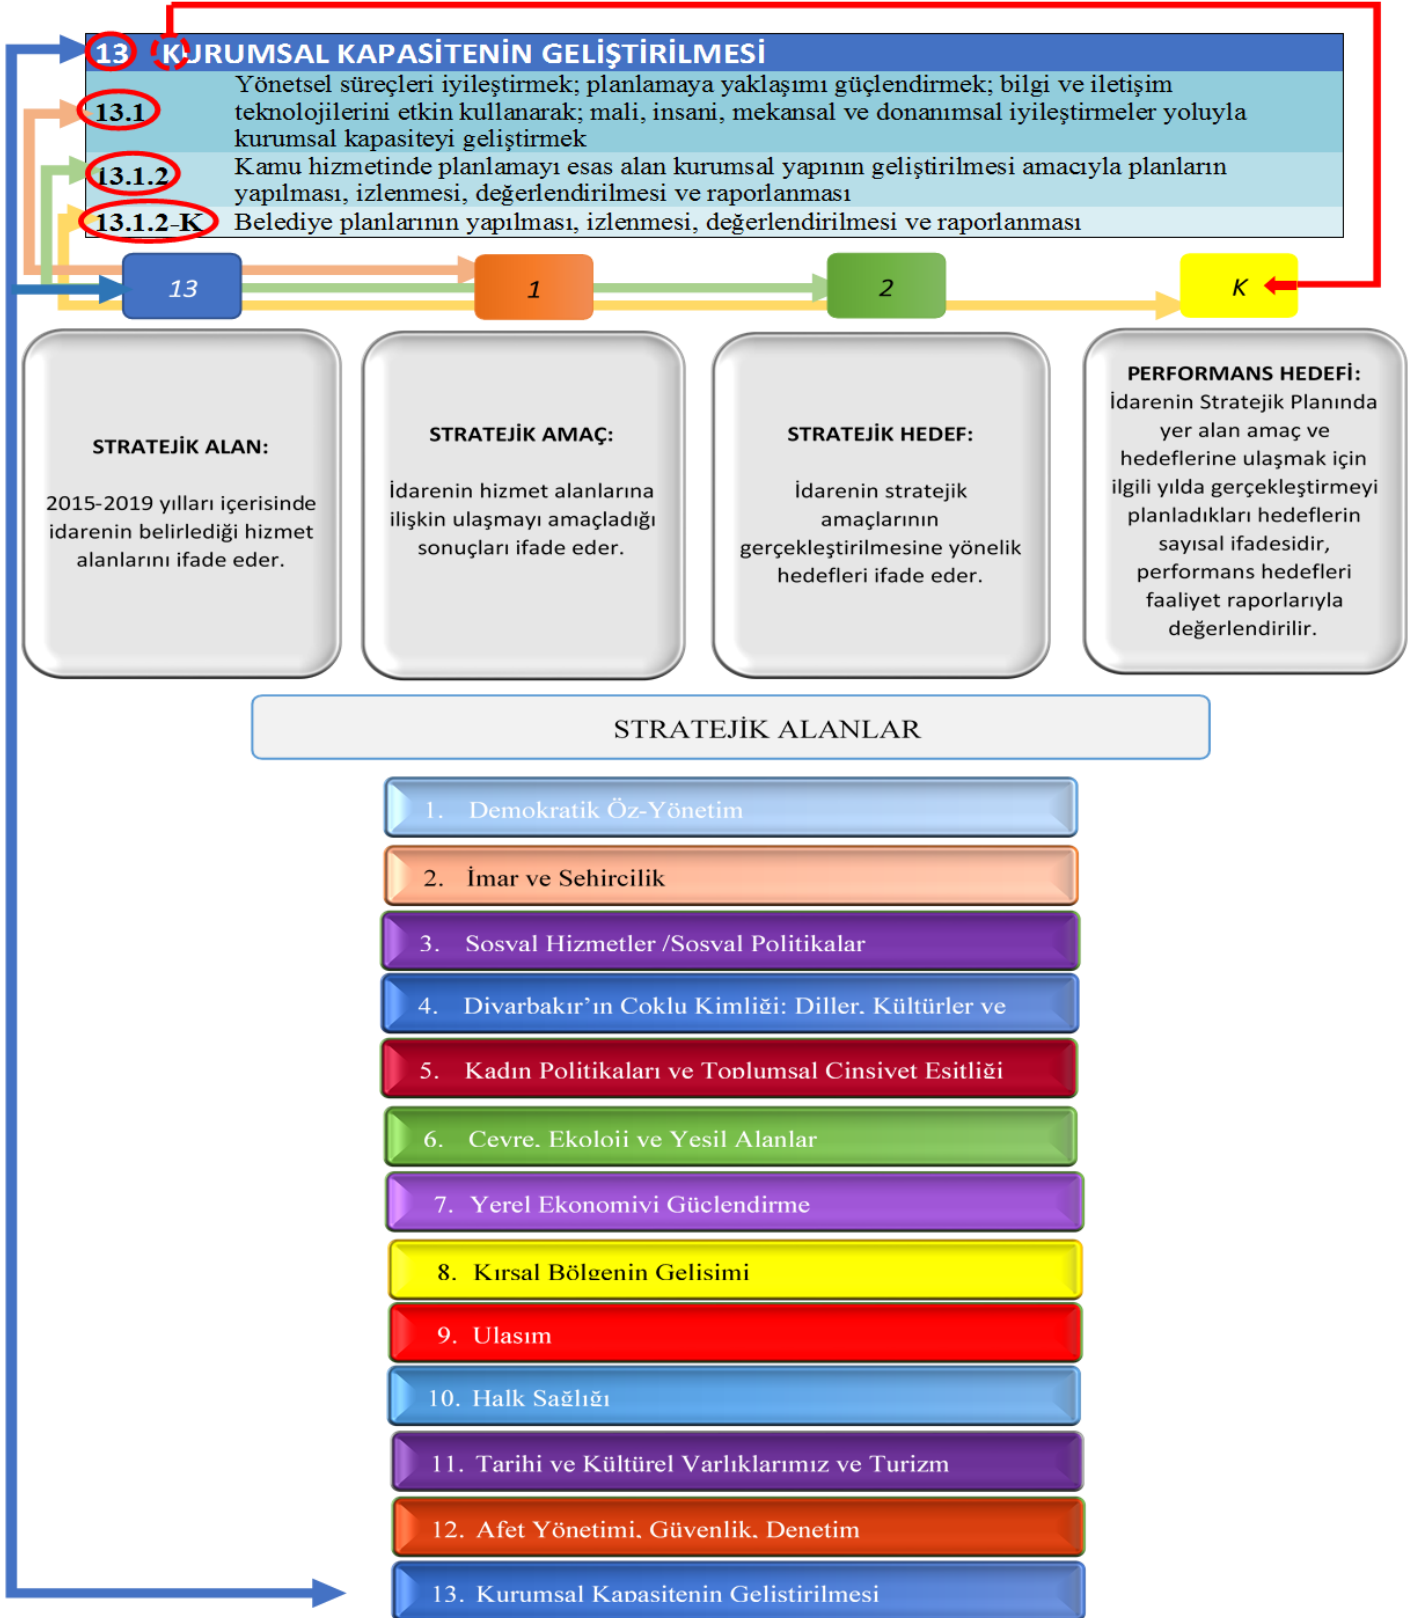 13 KURUMSAL KAPASİTENİN GELİŞTİRİLMESİ
Yönetsel süreçleri iyileştirmek; planlamaya yaklaşımı güçlendirmek; bilgi ve iletişim
13.1 teknolojilerini etkin kullanarak; mali, insani, mekansal ve donanımsal iyileştirmeler yoluyla
kurumsal kapasiteyi geliştirmek
13.1.2 Kamu hizmetinde planlamayı esas alan kurumsal yapının geliştirilmesi amacıyla planların
yapılması, izlenmesi, değerlendirilmesi ve raporlanması
13.1.2-K Belediye planlarının yapılması, izlenmesi, değerlendirilmesi ve raporlanması
13
1
2
K
STRATEJİK ALAN:
2015-2019 yılları içerisinde
idarenin belirlediği hizmet
alanlarını ifade eder.
STRATEJİK AMAÇ:
İdarenin hizmet alanlarına
ilişkin ulaşmayı amaçladığı
sonuçları ifade eder.
STRATEJİK HEDEF:
İdarenin stratejik
amaçlarının
gerçekleştirilmesine yönelik
hedefleri ifade eder.
PERFORMANS HEDEFİ:
İdarenin Stratejik Planında
yer alan amaç ve
hedeflerine ulaşmak için
ilgili yılda gerçekleştirmeyi
planladıkları hedeflerin
sayısal ifadesidir,
performans hedefleri
faaliyet raporlarıyla
değerlendirilir.
STRATEJİK ALANLAR
1. Demokratik Öz-Yönetim
2. İmar ve Şehircilik
3. Sosyal Hizmetler /Sosyal Politikalar
4. Diyarbakır’ın Çoklu Kimliği: Diller, Kültürler ve
5. Kadın Politikaları ve Toplumsal Cinsiyet Eşitliği
6. Çevre, Ekoloji ve Yeşil Alanlar
7. Yerel Ekonomiyi Güçlendirme
8. Kırsal Bölgenin Gelişimi
9. Ulaşım
10. Halk Sağlığı
11. Tarihi ve Kültürel Varlıklarımız ve Turizm
12. Afet Yönetimi, Güvenlik, Denetim
13. Kurumsal Kapasitenin Geliştirilmesi